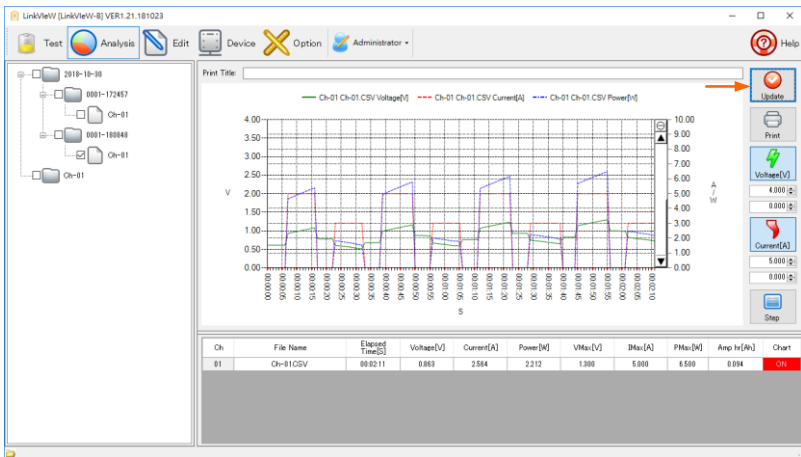 LinkVIeW [LinkVIeW-8] VER1.21.181023
Test Analysis Edit Device Option Administrator Help
2018-10-30
0001-172457
Ch-01
0001-180848
Ch-01
Ch-01
Print Title:
Ch-01 Ch-01.CSV Voltage[V] Ch-01 Ch-01.CSV Current[A] Ch-01 Ch-01.CSV Power[W]
4.00
3.50
3.00
2.50
2.00
1.50
1.00
0.50
0.00
V
10.00
9.00
8.00
7.00
6.00
5.00
4.00
3.00
2.00
1.00
0.00
A/W
00:00:00 00:00:05 00:00:10 00:00:15 00:00:20 00:00:25 00:00:30 00:00:35 00:00:40 00:00:45 00:00:50 00:00:55 00:01:00 00:01:05 00:01:10 00:01:15 00:01:20 00:01:25 00:01:30 00:01:35 00:01:40 00:01:45 00:01:50 00:01:55 00:02:00 00:02:05 00:02:10
S
Update
Print
Voltage[V]
4.000
0.000
Current[A]
5.000
0.000
Step
Ch File Name Elapsed Time[S] Voltage[V] Current[A] Power[W] VMax[V] IMax[A] PMax[W] Amp hr[Ah] Chart
01 Ch-01.CSV 00:02:11 0.863 2.564 2.212 1.300 5.000 6.500 0.094 ON